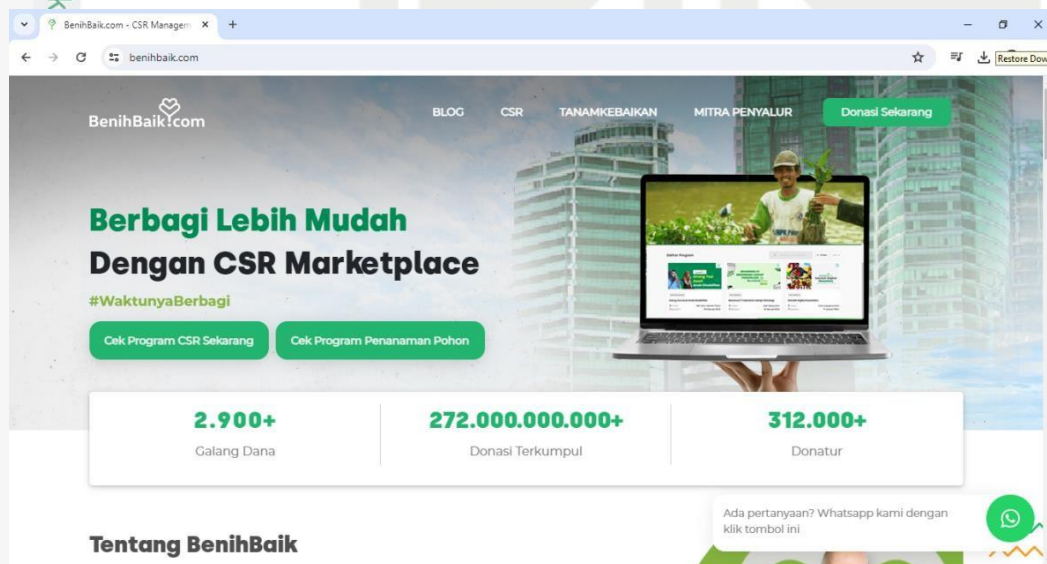 BenihBaik.com - CSR Managem
benihbaik.com
Restore Dow
BenihBaik.com
BLOG CSR TANAMKEBAIKAN MITRA PENYALUR Donasi Sekarang
Berbagi Lebih Mudah
Dengan CSR Marketplace
#WaktunyaBerbagi
Cek Program CSR Sekarang Cek Program Penanaman Pohon
2.900+ 272.000.000.000+ 312.000+
Galang Dana Donasi Terkumpul Donatur
Ada pertanyaan? Whatsapp kami dengan
klik tombol ini
Tentang BenihBaik